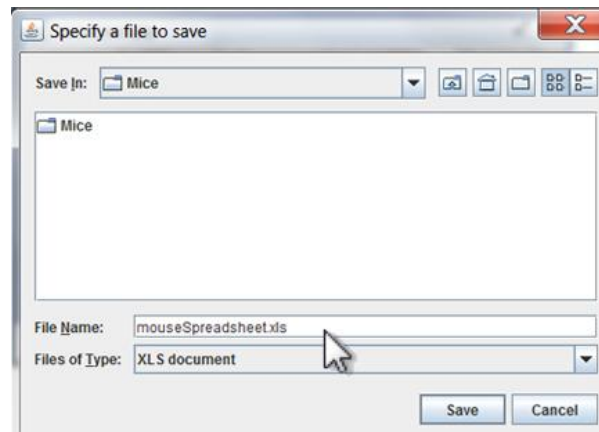 Specify a file to save
Save In: Mice
Mice
File Name: mouseSpreadsheet.xls
Files of Type: XLS document
Save Cancel